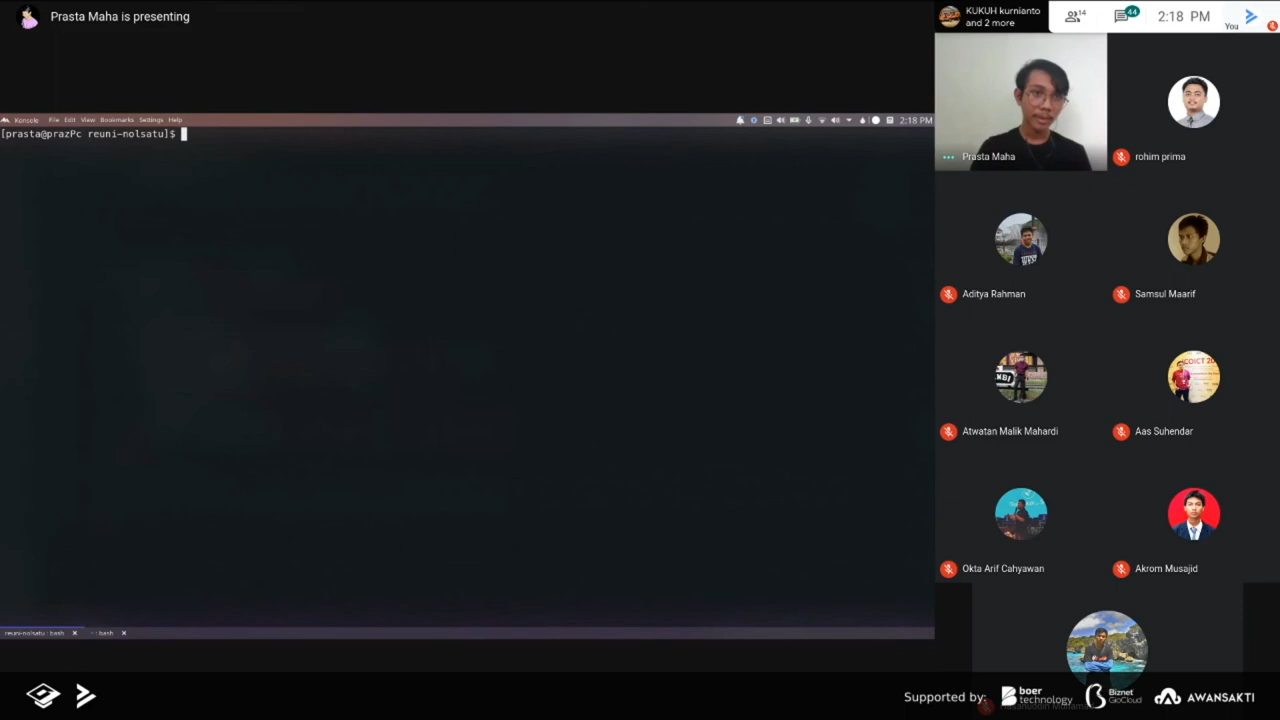 Prasta Maha is presenting
KUKUH kurnianto
and 2 more
14
44
2:18 PM
You
Konsole File Edit View Bookmarks Settings Help
2:18 PM
[prasta@prazPc reuni-nolsatu]$
Prasta Maha
rohim prima
Aditya Rahman
Samsul Maarif
Atwatan Malik Mahardi
Aas Suhendar
Okta Arif Cahyawan
Akrom Musajid
reuni-nolsatu : bash
~ : bash
Supported by:
boer
technology
Biznet
GioCloud
AWANSAKTI